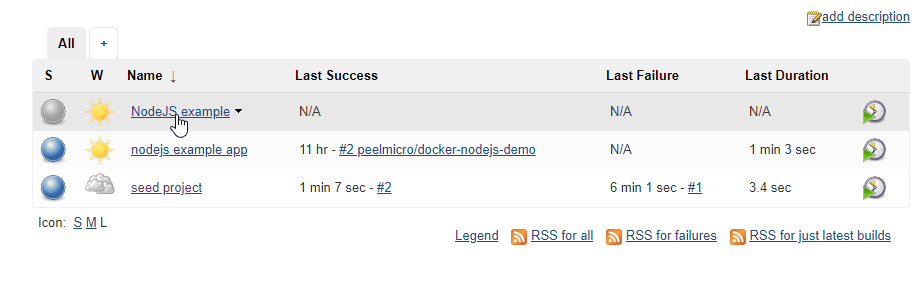 add description
All +
S W Name ↓ Last Success Last Failure Last Duration
NodeJS example N/A N/A N/A
nodejs example app 11 hr - #2 peelmicro/docker-nodejs-demo N/A 1 min 3 sec
seed project 1 min 7 sec - #2 6 min 1 sec - #1 3.4 sec
Icon: S M L
Legend RSS for all RSS for failures RSS for just latest builds